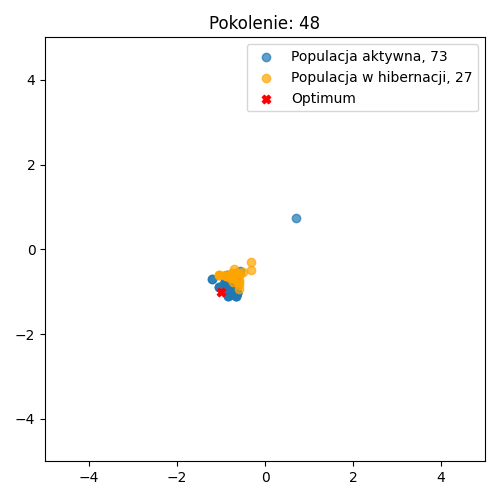 Pokolenie: 48
Populacja aktywna, 73
Populacja w hibernacji, 27
Optimum
4
2
0
−2
−4
−4
−2
0
2
4